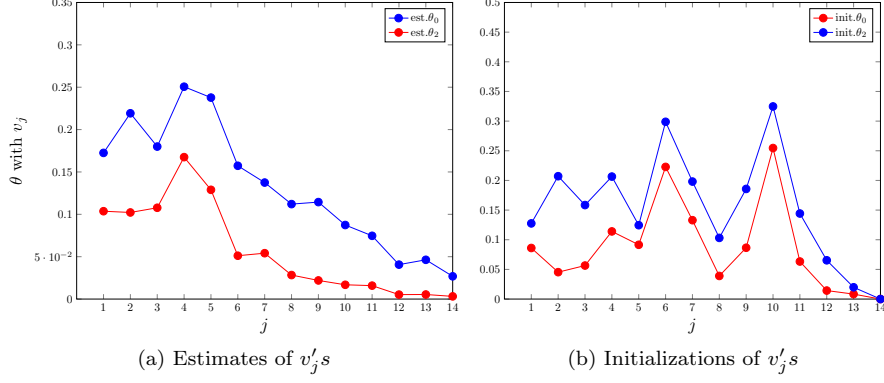 0.35
0.3
0.25
0.2
0.15
0.1
5 · 10⁻²
0
θ with v_j
1 2 3 4 5 6 7 8 9 10 11 12 13 14
j
est.θ₀
est.θ₂
(a) Estimates of v′_j s
0.5
0.45
0.4
0.35
0.3
0.25
0.2
0.15
0.1
0.05
0
1 2 3 4 5 6 7 8 9 10 11 12 13 14
j
init.θ₀
init.θ₂
(b) Initializations of v′_j s